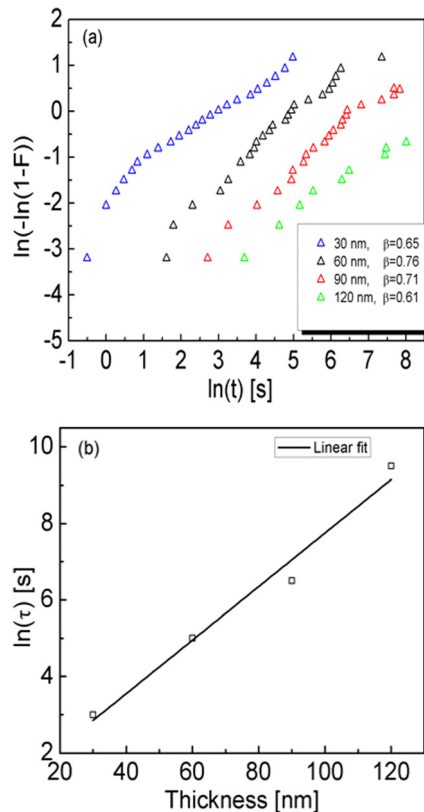 (a)
ln(-ln(1-F))
2
1
0
-1
-2
-3
-4
-5
30 nm, β=0.65
60 nm, β=0.76
90 nm, β=0.71
120 nm, β=0.61
-1 0 1 2 3 4 5 6 7 8
ln(t) [s]
(b)
Linear fit
ln(τ) [s]
10
8
6
4
2
20 40 60 80 100 120
Thickness [nm]